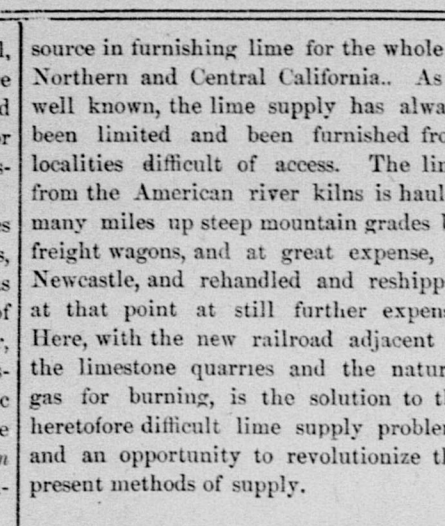 source in furnishing lime for the whole
Northern and Central California.. As
well known, the lime supply has alwa
been limited and been furnished fro
localities difficult of access. The lim
from the American river kilns is haul
many miles up steep mountain grades b
freight wagons, and at great expense,
Newcastle, and rehandled and reshipp
at that point at still further expens
Here, with the new railroad adjacent
the limestone quarries and the natur
gas for burning, is the solution to th
heretofore difficult lime supply problem
and an opportunity to revolutionize th
present methods of supply.